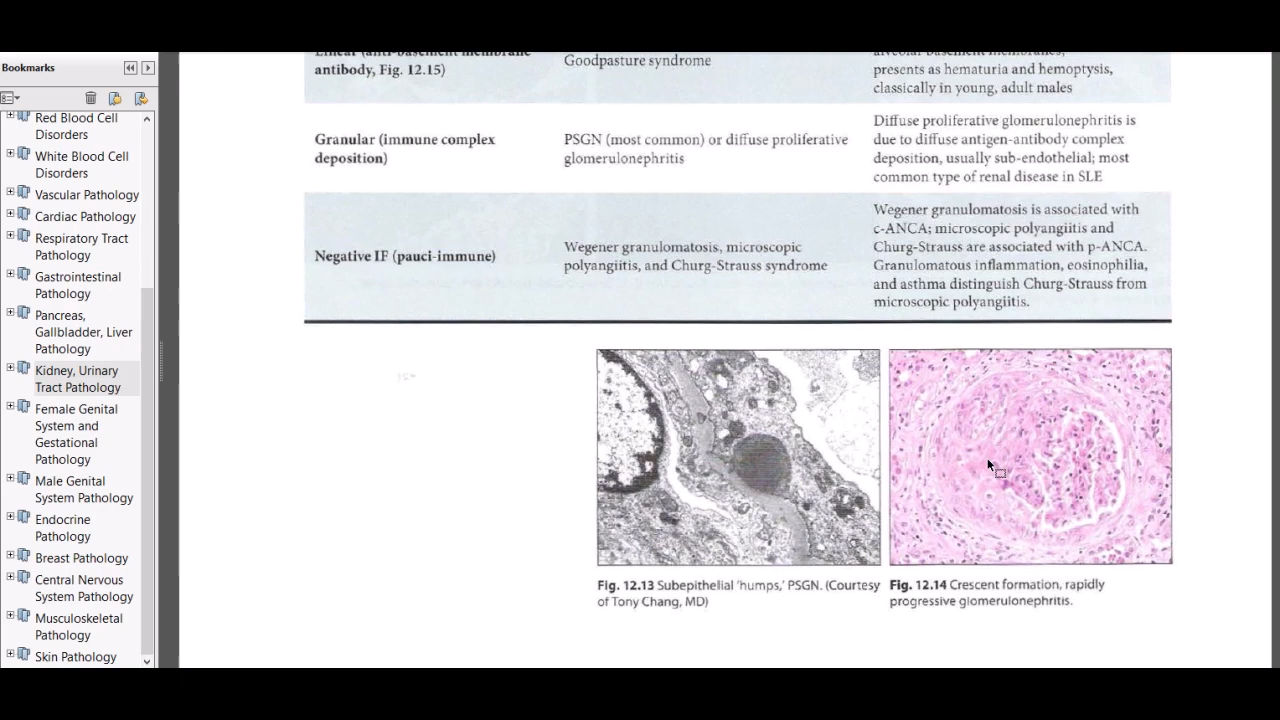 Bookmarks
Red Blood Cell
Disorders
White Blood Cell
Disorders
Vascular Pathology
Cardiac Pathology
Respiratory Tract
Pathology
Gastrointestinal
Pathology
Pancreas,
Gallbladder, Liver
Pathology
Kidney, Urinary
Tract Pathology
Female Genital
System and
Gestational
Pathology
Male Genital
System Pathology
Endocrine
Pathology
Breast Pathology
Central Nervous
System Pathology
Musculoskeletal
Pathology
Skin Pathology
Linear (anti-basement membrane
antibody, Fig. 12.15)
Goodpasture syndrome
alveolar basement membranes;
presents as hematuria and hemoptysis,
classically in young, adult males
Granular (immune complex
deposition)
PSGN (most common) or diffuse proliferative
glomerulonephritis
Diffuse proliferative glomerulonephritis is
due to diffuse antigen-antibody complex
deposition, usually sub-endothelial; most
common type of renal disease in SLE
Negative IF (pauci-immune)
Wegener granulomatosis, microscopic
polyangiitis, and Churg-Strauss syndrome
Wegener granulomatosis is associated with
c-ANCA; microscopic polyangiitis and
Churg-Strauss are associated with p-ANCA.
Granulomatous inflammation, eosinophilia,
and asthma distinguish Churg-Strauss from
microscopic polyangiitis.
Fig. 12.13 Subepithelial 'humps,' PSGN. (Courtesy
of Tony Chang, MD)
Fig. 12.14 Crescent formation, rapidly
progressive glomerulonephritis.